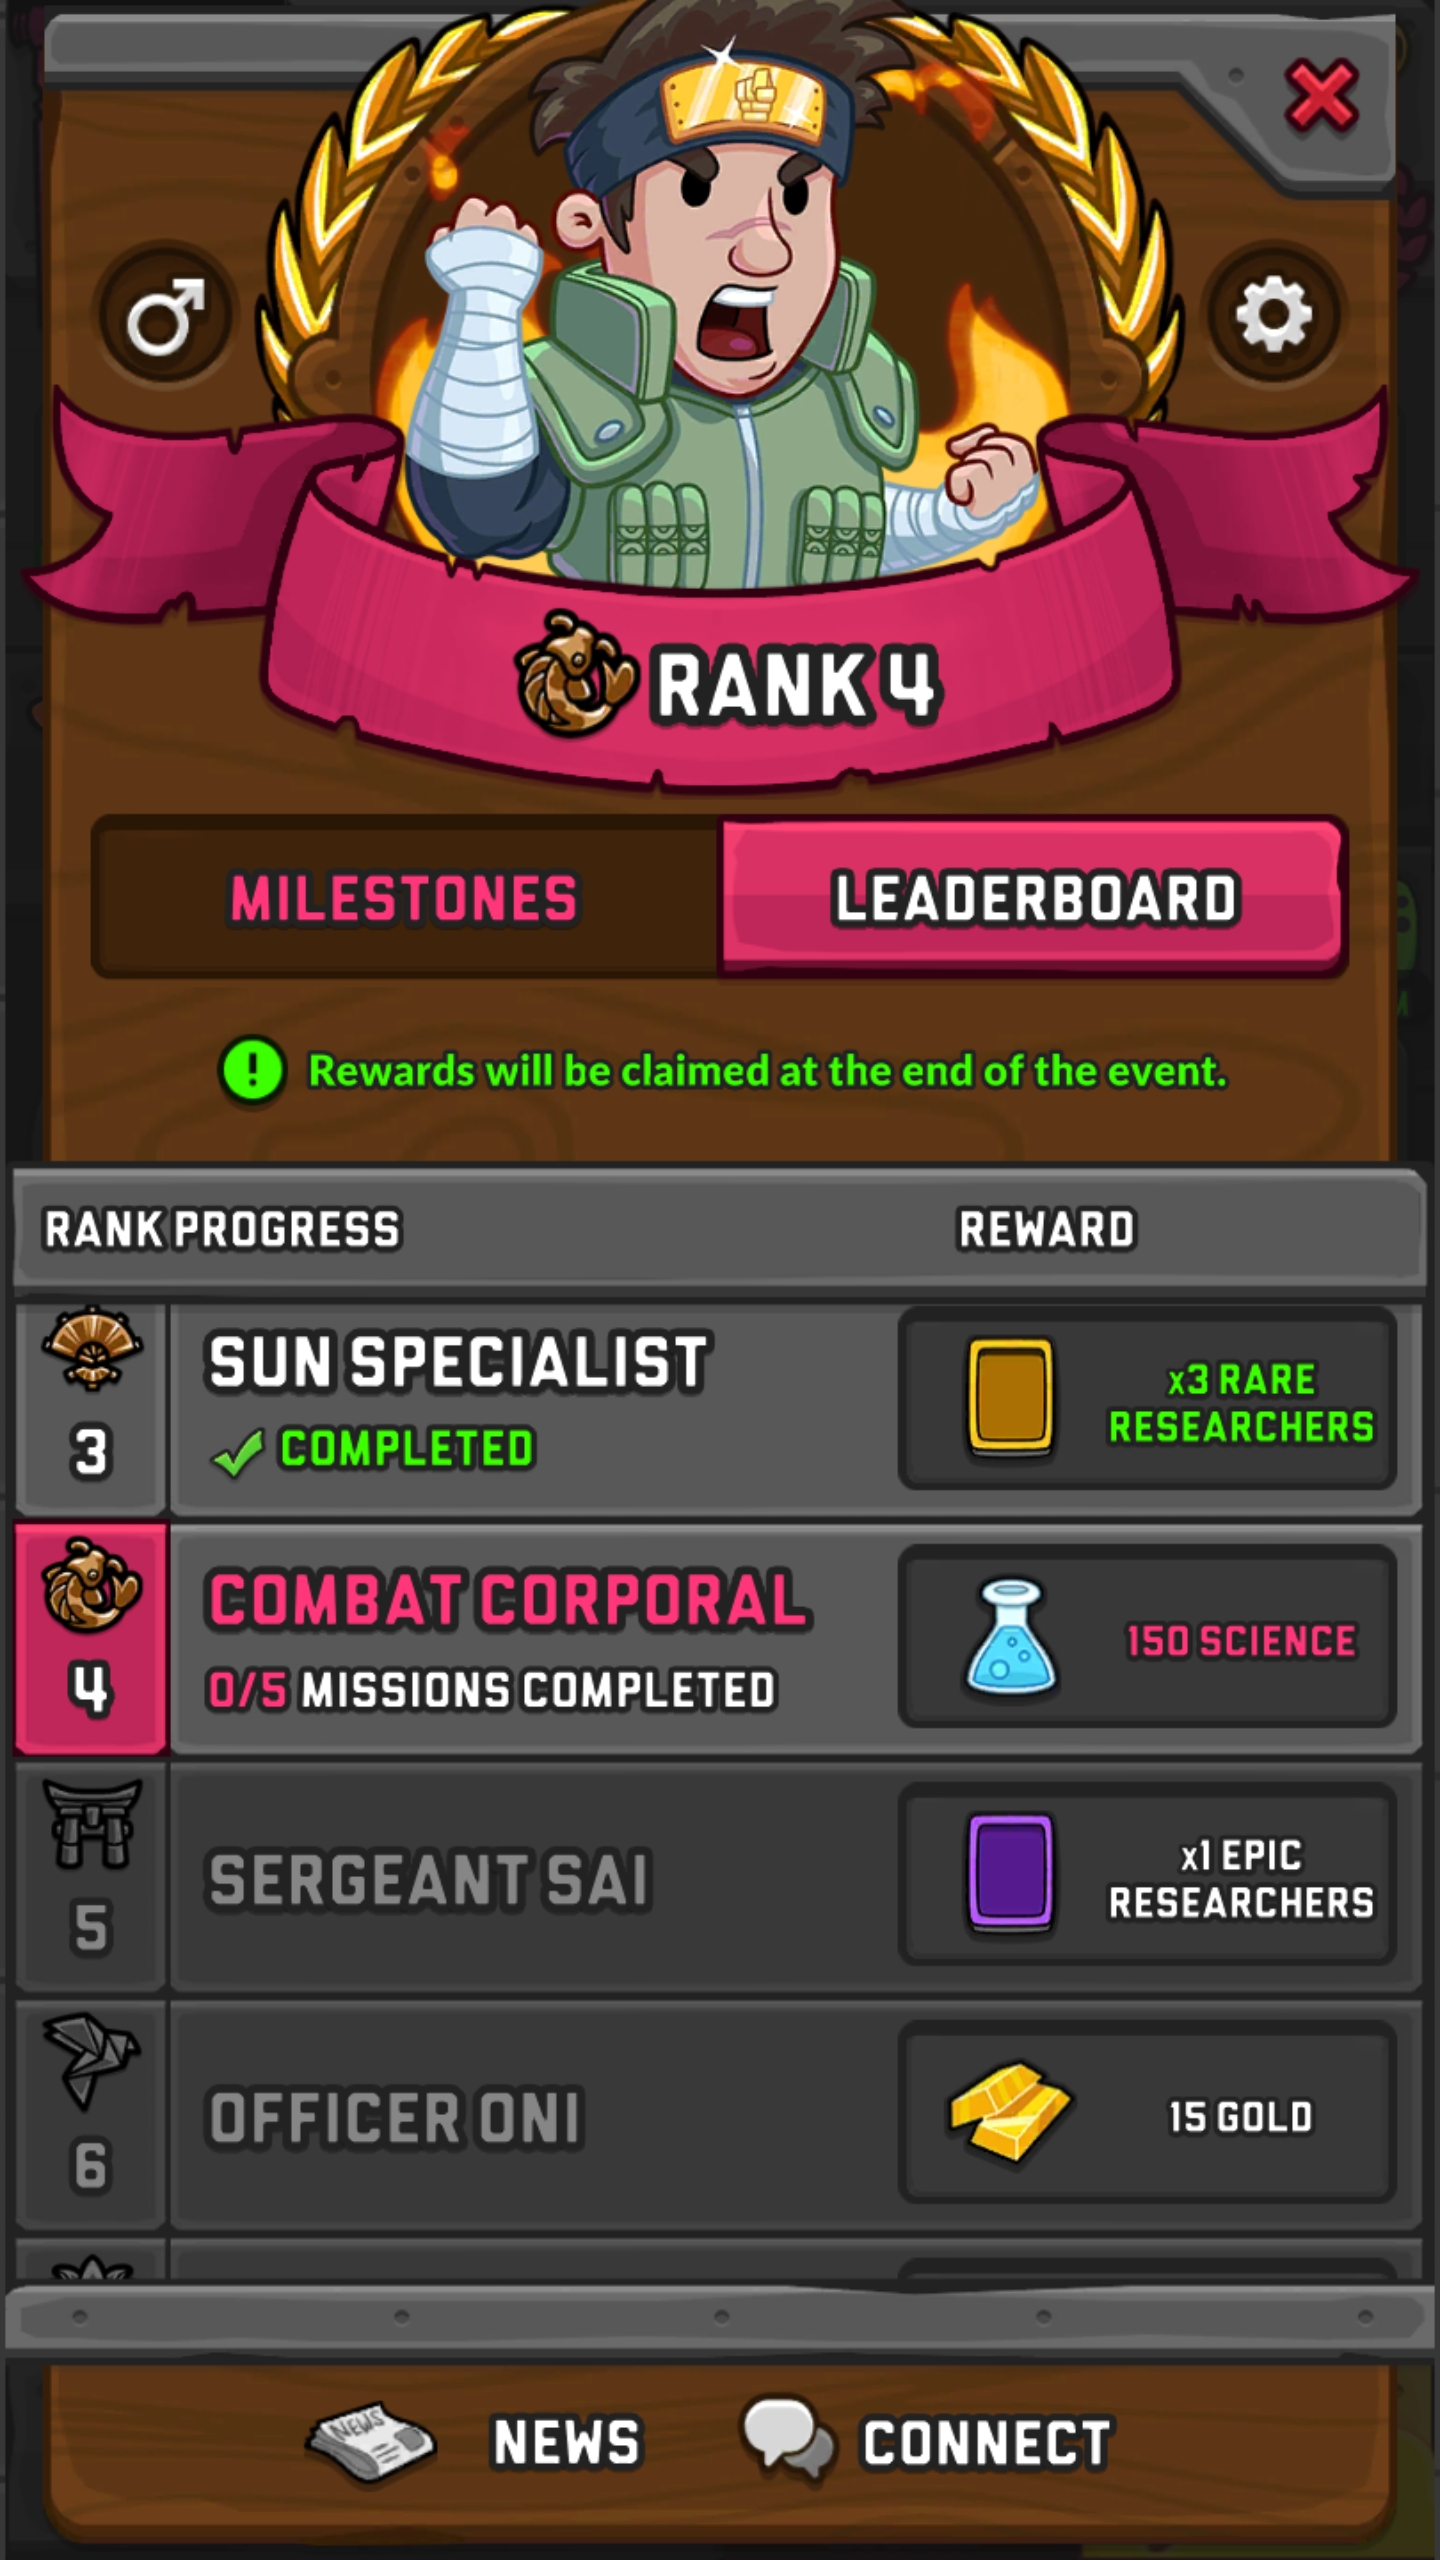 RANK 4
MILESTONES
LEADERBOARD
! Rewards will be claimed at the end of the event.
RANK PROGRESS
REWARD
3
SUN SPECIALIST
COMPLETED
x3 RARE
RESEARCHERS
4
COMBAT CORPORAL
0/5 MISSIONS COMPLETED
150 SCIENCE
5
SERGEANT SAI
x1 EPIC
RESEARCHERS
6
OFFICER ONI
15 GOLD
NEWS
NEWS
CONNECT